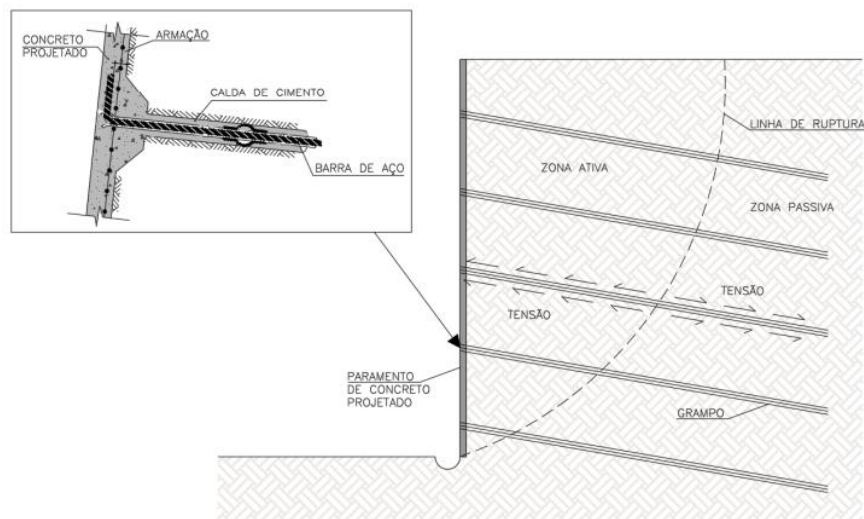 CONCRETO
PROJETADO
ARMAÇÃO
CALDA DE CIMENTO
BARRA DE AÇO
LINHA DE RUPTURA
ZONA ATIVA
ZONA PASSIVA
TENSÃO
TENSÃO
PARAMENTO
DE CONCRETO
PROJETADO
GRAMPO